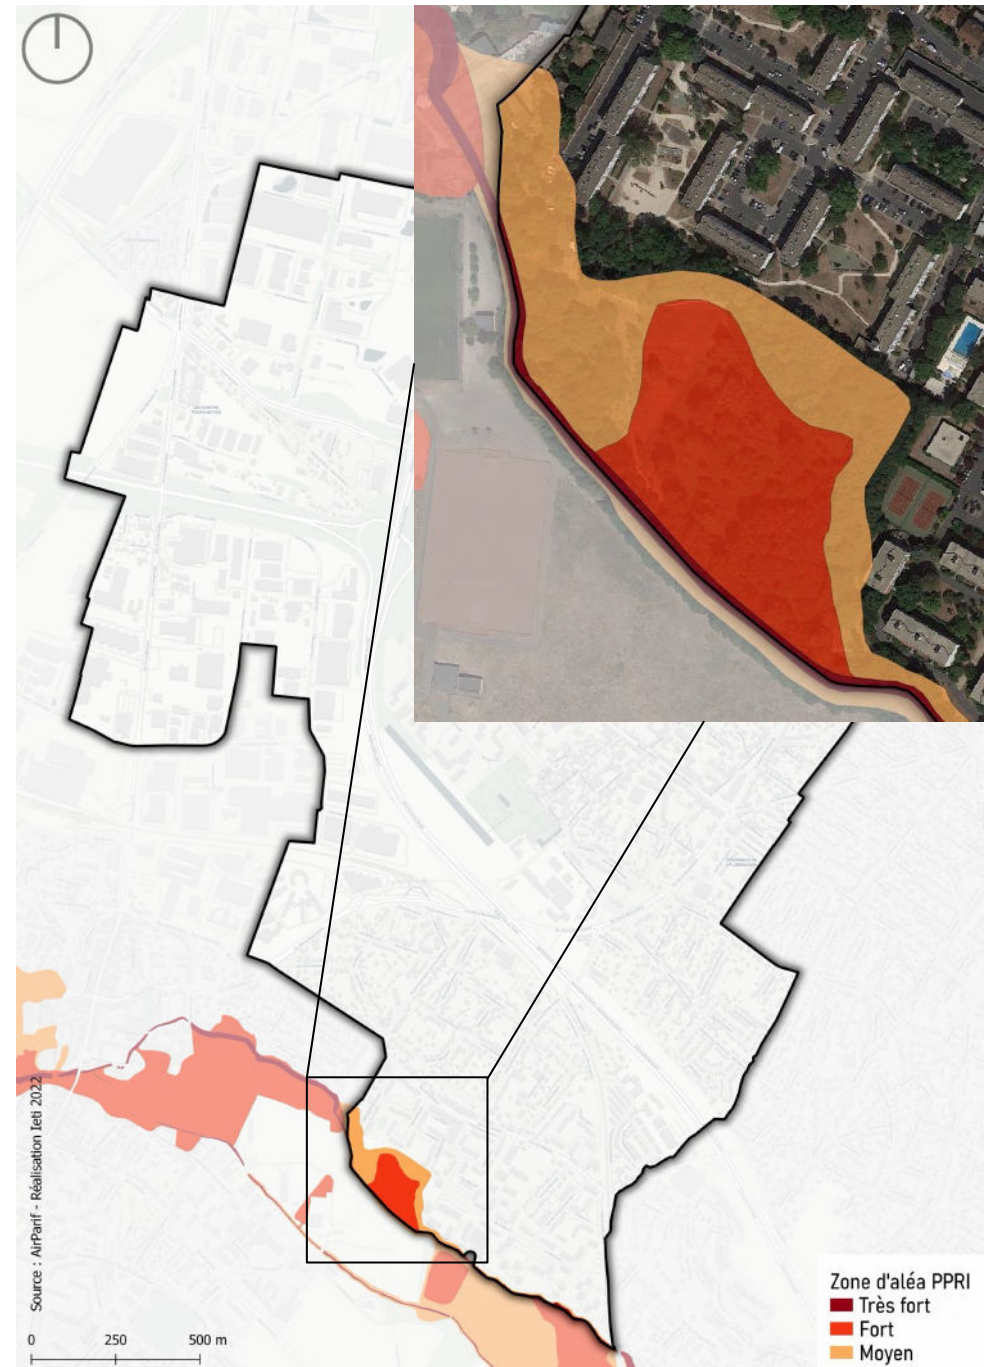 Zone d'aléa PPRI
Très fort
Fort
Moyen
Source : AirParif - Réalisation Ieti 2022
0 250 500 m